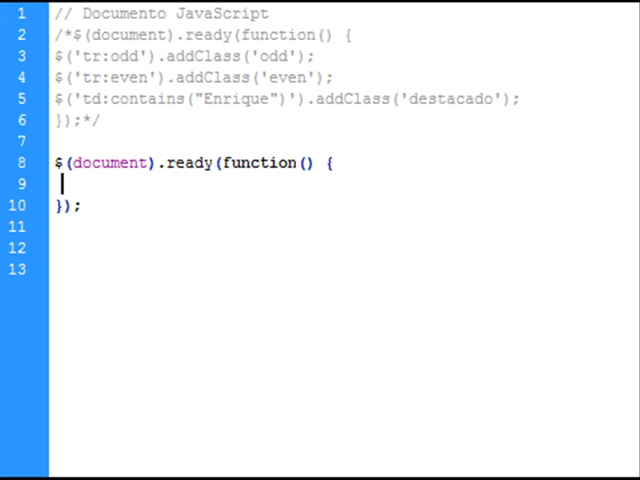 1 // Documento JavaScript
2 /*$(document).ready(function() {
3 $('tr:odd').addClass('odd');
4 $('tr:even').addClass('even');
5 $('td:contains("Enrique")').addClass('destacado');
6 });*/
7
8 $(document).ready(function() {
9
10 });
11
12
13